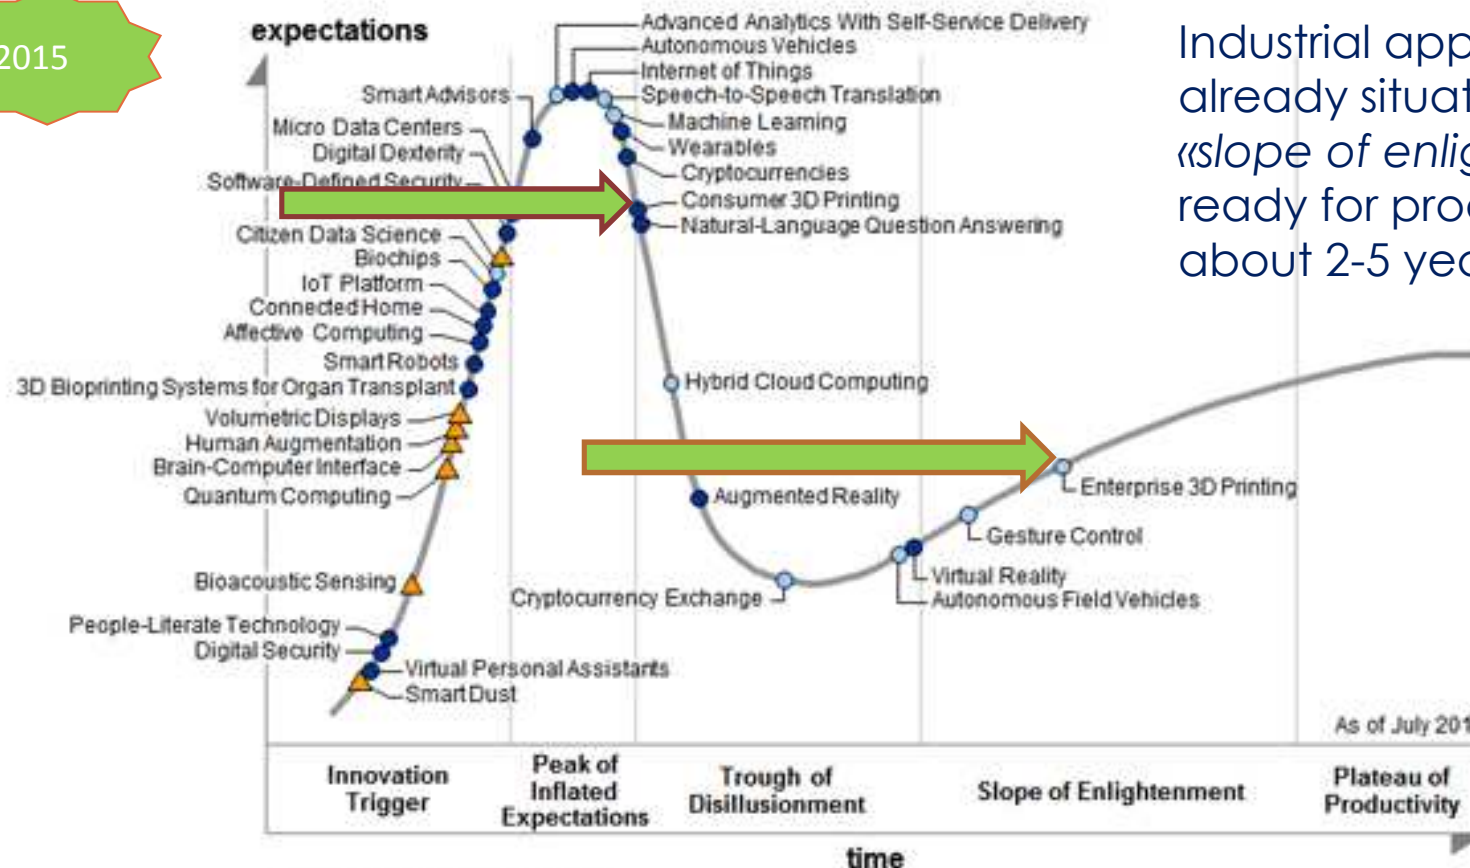 2015
expectations
Industrial app
already situat
«slope of enlig
ready for prod
about 2-5 yea
Advanced Analytics With Self-Service Delivery
Autonomous Vehicles
Internet of Things
Smart Advisors
Speech-to-Speech Translation
Micro Data Centers
Machine Learning
Digital Dexterity
Wearables
Software-Defined Security
Cryptocurrencies
Consumer 3D Printing
Natural-Language Question Answering
Citizen Data Science
Biochips
IoT Platform
Connected Home
Affective Computing
Smart Robots
3D Bioprinting Systems for Organ Transplant
Hybrid Cloud Computing
Volumetric Displays
Human Augmentation
Brain-Computer Interface
Quantum Computing
Augmented Reality
Enterprise 3D Printing
Gesture Control
Bioacoustic Sensing
Virtual Reality
Cryptocurrency Exchange
Autonomous Field Vehicles
People-Literate Technology
Digital Security
Virtual Personal Assistants
Smart Dust
As of July 201
Innovation
Trigger
Peak of
Inflated
Expectations
Trough of
Disillusionment
Slope of Enlightenment
Plateau of
Productivity
time